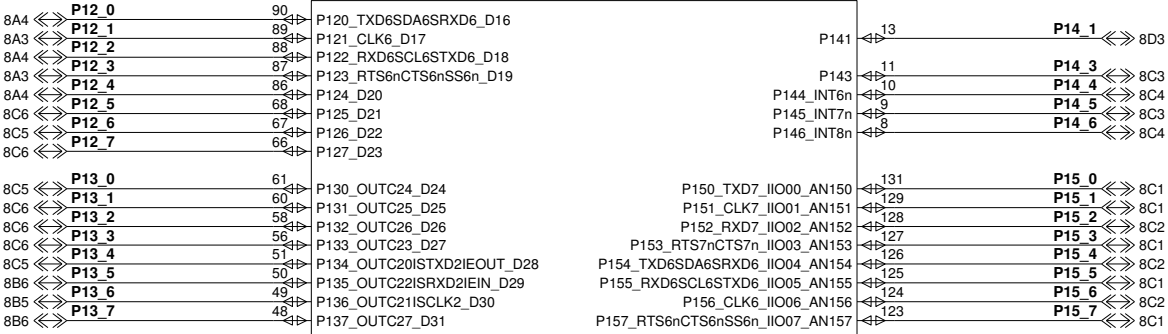 8A4 P12_0 90 P120_TXD6SDA6SRXD6_D16
8A3 P12_1 89 P121_CLK6_D17
8A4 P12_2 88 P122_RXD6SCL6STXD6_D18
8A3 P12_3 87 P123_RTS6nCTS6nSS6n_D19
8A4 P12_4 86 P124_D20
8C6 P12_5 68 P125_D21
8C5 P12_6 67 P126_D22
8C6 P12_7 66 P127_D23
8C5 P13_0 61 P130_OUTC24_D24
8C6 P13_1 60 P131_OUTC25_D25
8C6 P13_2 58 P132_OUTC26_D26
8C6 P13_3 56 P133_OUTC23_D27
8C5 P13_4 51 P134_OUTC20ISTXD2IEOUT_D28
8B6 P13_5 50 P135_OUTC22ISRXD2IEIN_D29
8B5 P13_6 49 P136_OUTC21ISCLK2_D30
8B6 P13_7 48 P137_OUTC27_D31
P141 13 P14_1 8D3
P143 11 P14_3 8C3
P144_INT6n 10 P14_4 8C4
P145_INT7n 9 P14_5 8C3
P146_INT8n 8 P14_6 8C4
P150_TXD7_IIO00_AN150 131 P15_0 8C1
P151_CLK7_IIO01_AN151 129 P15_1 8C1
P152_RXD7_IIO02_AN152 128 P15_2 8C2
P153_RTS7nCTS7n_IIO03_AN153 127 P15_3 8C1
P154_TXD6SDA6SRXD6_IIO04_AN154 126 P15_4 8C2
P155_RXD6SCL6STXD6_IIO05_AN155 125 P15_5 8C1
P156_CLK6_IIO06_AN156 124 P15_6 8C2
P157_RTS6nCTS6nSS6n_IIO07_AN157 123 P15_7 8C1